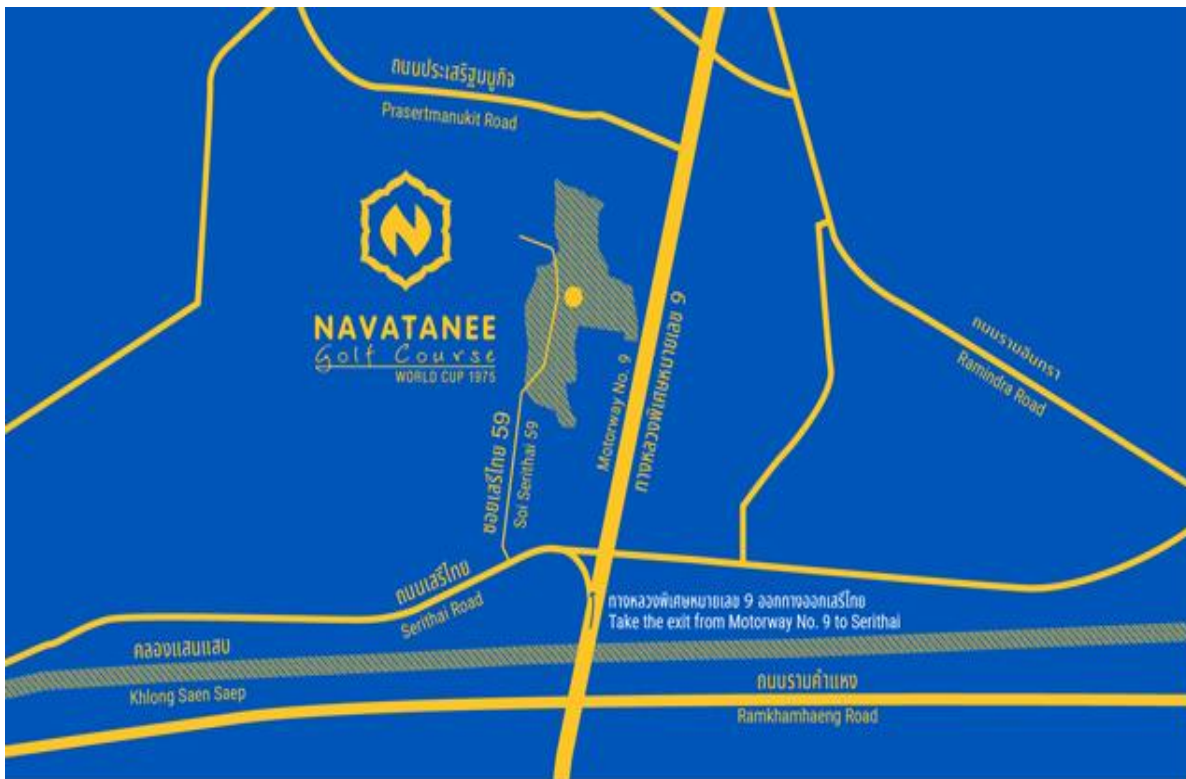 ถนนประเสริฐมนูกิจ
Prasertmanukit Road
N
NAVATANEE
Golf Course
WORLD CUP 1975
ทางหลวงพิเศษหมายเลข 9
Motorway No. 9
ถนนรามอินทรา
Ramindra Road
ซอยเสรีไทย 59
Soi Serithai 59
ถนนเสรีไทย
Serithai Road
ทางหลวงพิเศษหมายเลข 9 ออกทางออกเสรีไทย
Take the exit from Motorway No. 9 to Serithai
คลองแสนแสบ
Khlong Saen Saep
ถนนรามคำแหง
Ramkhamhaeng Road